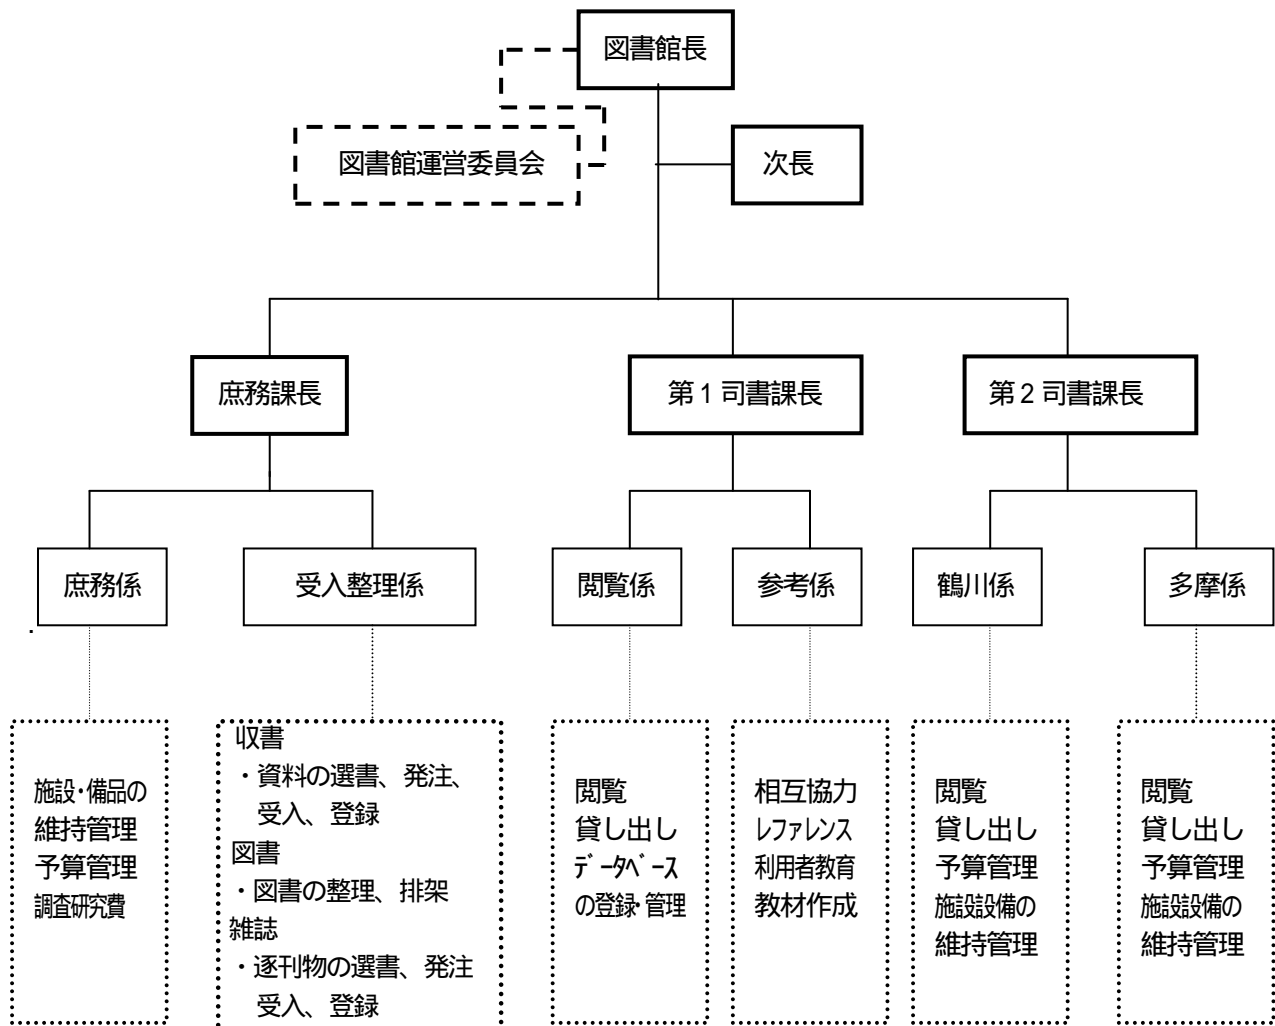 図書館長
図書館運営委員会
次長
庶務課長
第1司書課長
第2司書課長
庶務係
受入整理係
閲覧係
参考係
鶴川係
多摩係
施設・備品の
維持管理
予算管理
調査研究費
収書
・資料の選書、発注、
受入、登録
図書
・図書の整理、排架
雑誌
・逐刊物の選書、発注
受入、登録
閲覧
貸し出し
データベース
の登録・管理
相互協力
レファレンス
利用者教育
教材作成
閲覧
貸し出し
予算管理
施設設備の
維持管理
閲覧
貸し出し
予算管理
施設設備の
維持管理